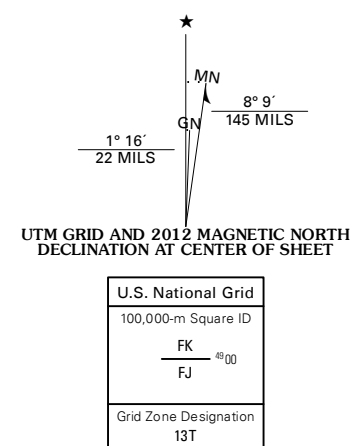 ★
MN
GN
8° 9´
145 MILS
1° 16´
22 MILS
UTM GRID AND 2012 MAGNETIC NORTH
DECLINATION AT CENTER OF SHEET
U.S. National Grid
100,000-m Square ID
FK
4900
FJ
Grid Zone Designation
13T